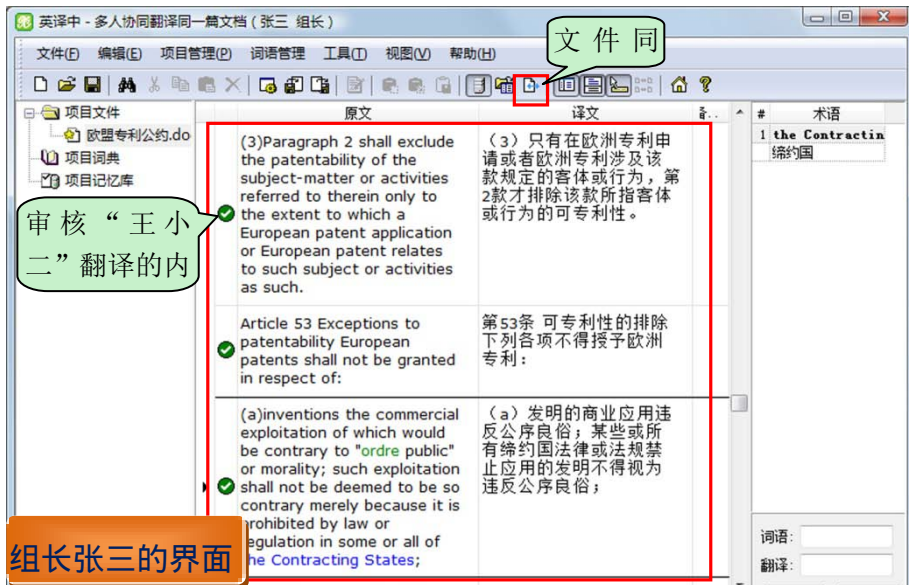 英译中 - 多人协同翻译同一篇文档 ( 张三 组长 )
文件(F) 编辑(E) 项目管理(P) 词语管理 工具(T) 视图(V) 帮助(H)
文 件 同
项目文件
欧盟专利公约.do
项目词典
项目记忆库
审 核 “ 王 小
二”翻译的内
原文 译文
(3)Paragraph 2 shall exclude
the patentability of the
subject-matter or activities
referred to therein only to
the extent to which a
European patent application
or European patent relates
to such subject or activities
as such.
（3）只有在欧洲专利申
请或者欧洲专利涉及该
款规定的客体或行为，第
2款才排除该款所指客体
或行为的可专利性。
Article 53 Exceptions to
patentability European
patents shall not be granted
in respect of:
第53条 可专利性的排除
下列各项不得授予欧洲
专利：
(a)inventions the commercial
exploitation of which would
be contrary to "ordre public"
or morality; such exploitation
shall not be deemed to be so
contrary merely because it is
prohibited by law or
regulation in some or all of
the Contracting States;
（a）发明的商业应用违
反公序良俗；某些或所
有缔约国法律或法规禁
止应用的发明不得视为
违反公序良俗；
# 术语
1 the Contractin
缔约国
词语:
翻译:
组长张三的界面